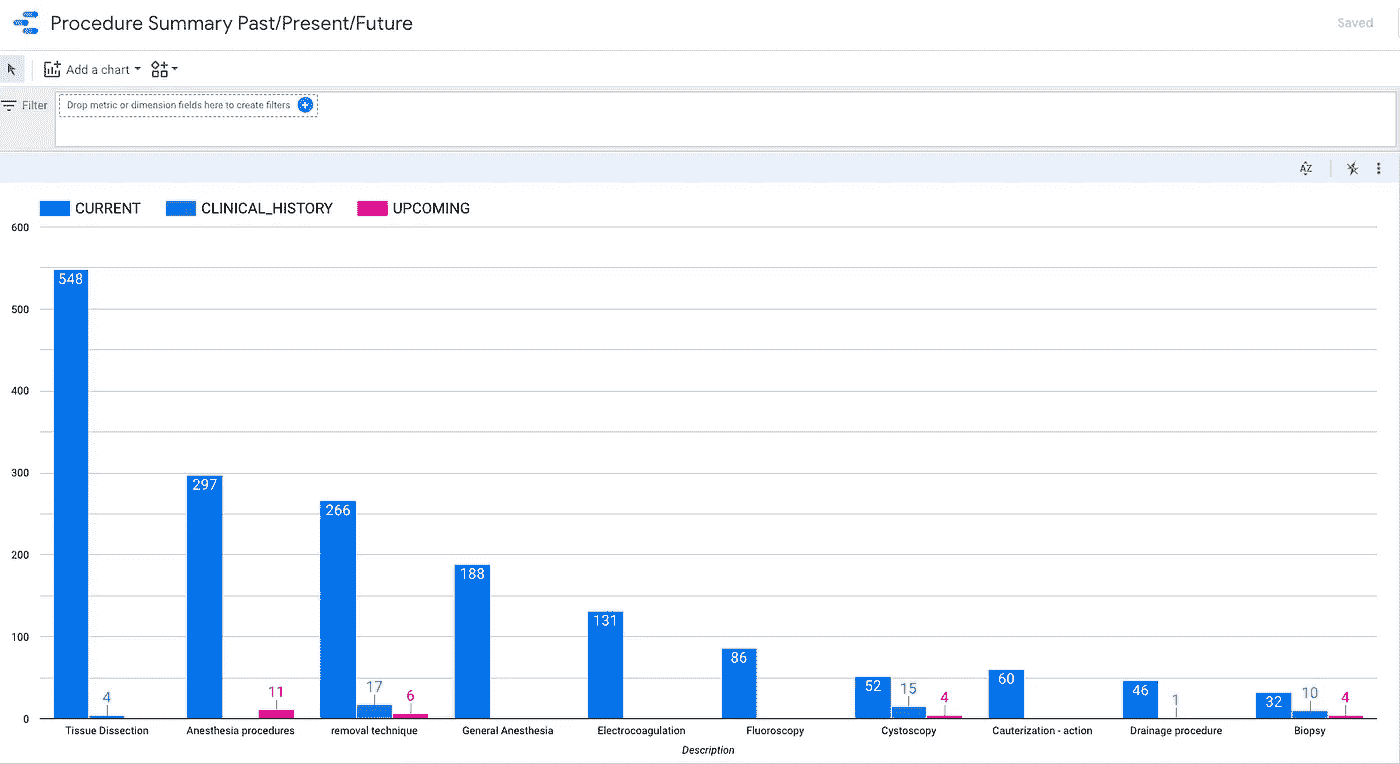 Procedure Summary Past/Present/Future
Saved
Add a chart
Filter
Drop metric or dimension fields here to create filters
AZ
CURRENT CLINICAL_HISTORY UPCOMING
600
500
400
300
200
100
0
548
4
297
11
266
17
6
188
131
86
52
15
4
60
46
1
32
10
4
Tissue Dissection Anesthesia procedures removal technique General Anesthesia Electrocoagulation Fluoroscopy Cystoscopy Cauterization - action Drainage procedure Biopsy
Description